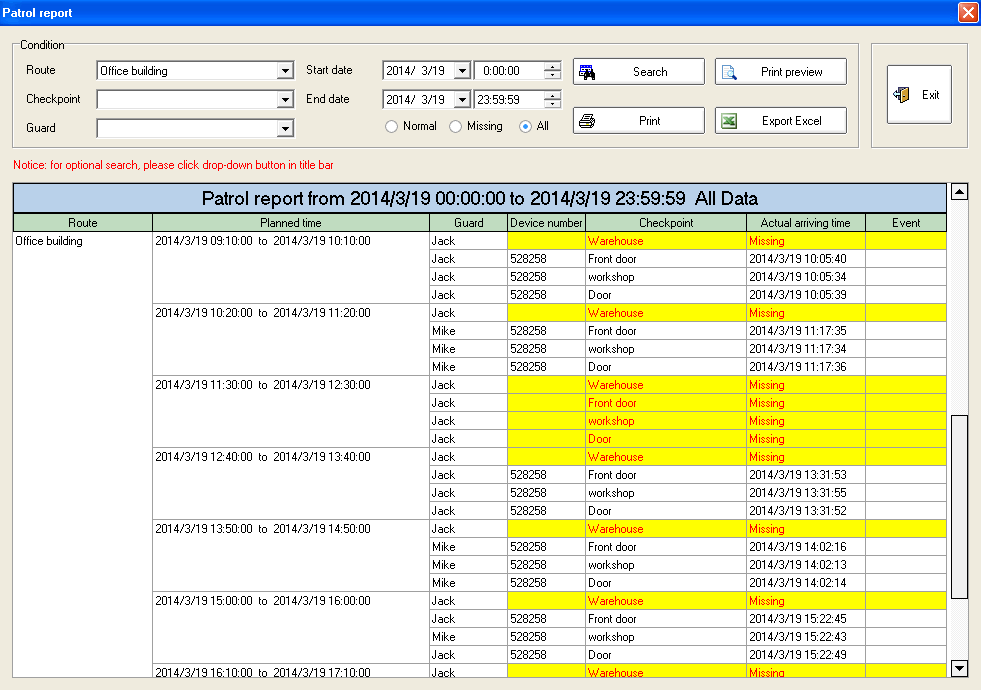 Patrol report
Condition
Route Office building Start date 2014/ 3/19 0:00:00 Search Print preview
Checkpoint End date 2014/ 3/19 23:59:59 Exit
Guard Normal Missing All Print Export Excel
Notice: for optional search, please click drop-down button in title bar
Patrol report from 2014/3/19 00:00:00 to 2014/3/19 23:59:59 All Data
Route Planned time Guard Device number Checkpoint Actual arriving time Event
Office building 2014/3/19 09:10:00 to 2014/3/19 10:10:00 Jack Warehouse Missing
Jack 528258 Front door 2014/3/19 10:05:40
Jack 528258 workshop 2014/3/19 10:05:34
Jack 528258 Door 2014/3/19 10:05:39
2014/3/19 10:20:00 to 2014/3/19 11:20:00 Jack Warehouse Missing
Mike 528258 Front door 2014/3/19 11:17:35
Mike 528258 workshop 2014/3/19 11:17:34
Mike 528258 Door 2014/3/19 11:17:36
2014/3/19 11:30:00 to 2014/3/19 12:30:00 Jack Warehouse Missing
Jack Front door Missing
Jack workshop Missing
Jack Door Missing
2014/3/19 12:40:00 to 2014/3/19 13:40:00 Jack Warehouse Missing
Jack 528258 Front door 2014/3/19 13:31:53
Jack 528258 workshop 2014/3/19 13:31:55
Jack 528258 Door 2014/3/19 13:31:52
2014/3/19 13:50:00 to 2014/3/19 14:50:00 Jack Warehouse Missing
Mike 528258 Front door 2014/3/19 14:02:16
Mike 528258 workshop 2014/3/19 14:02:13
Mike 528258 Door 2014/3/19 14:02:14
2014/3/19 15:00:00 to 2014/3/19 16:00:00 Jack Warehouse Missing
Jack 528258 Front door 2014/3/19 15:22:45
Mike 528258 workshop 2014/3/19 15:22:43
Jack 528258 Door 2014/3/19 15:22:49
2014/3/19 16:10:00 to 2014/3/19 17:10:00 Jack Warehouse Missing